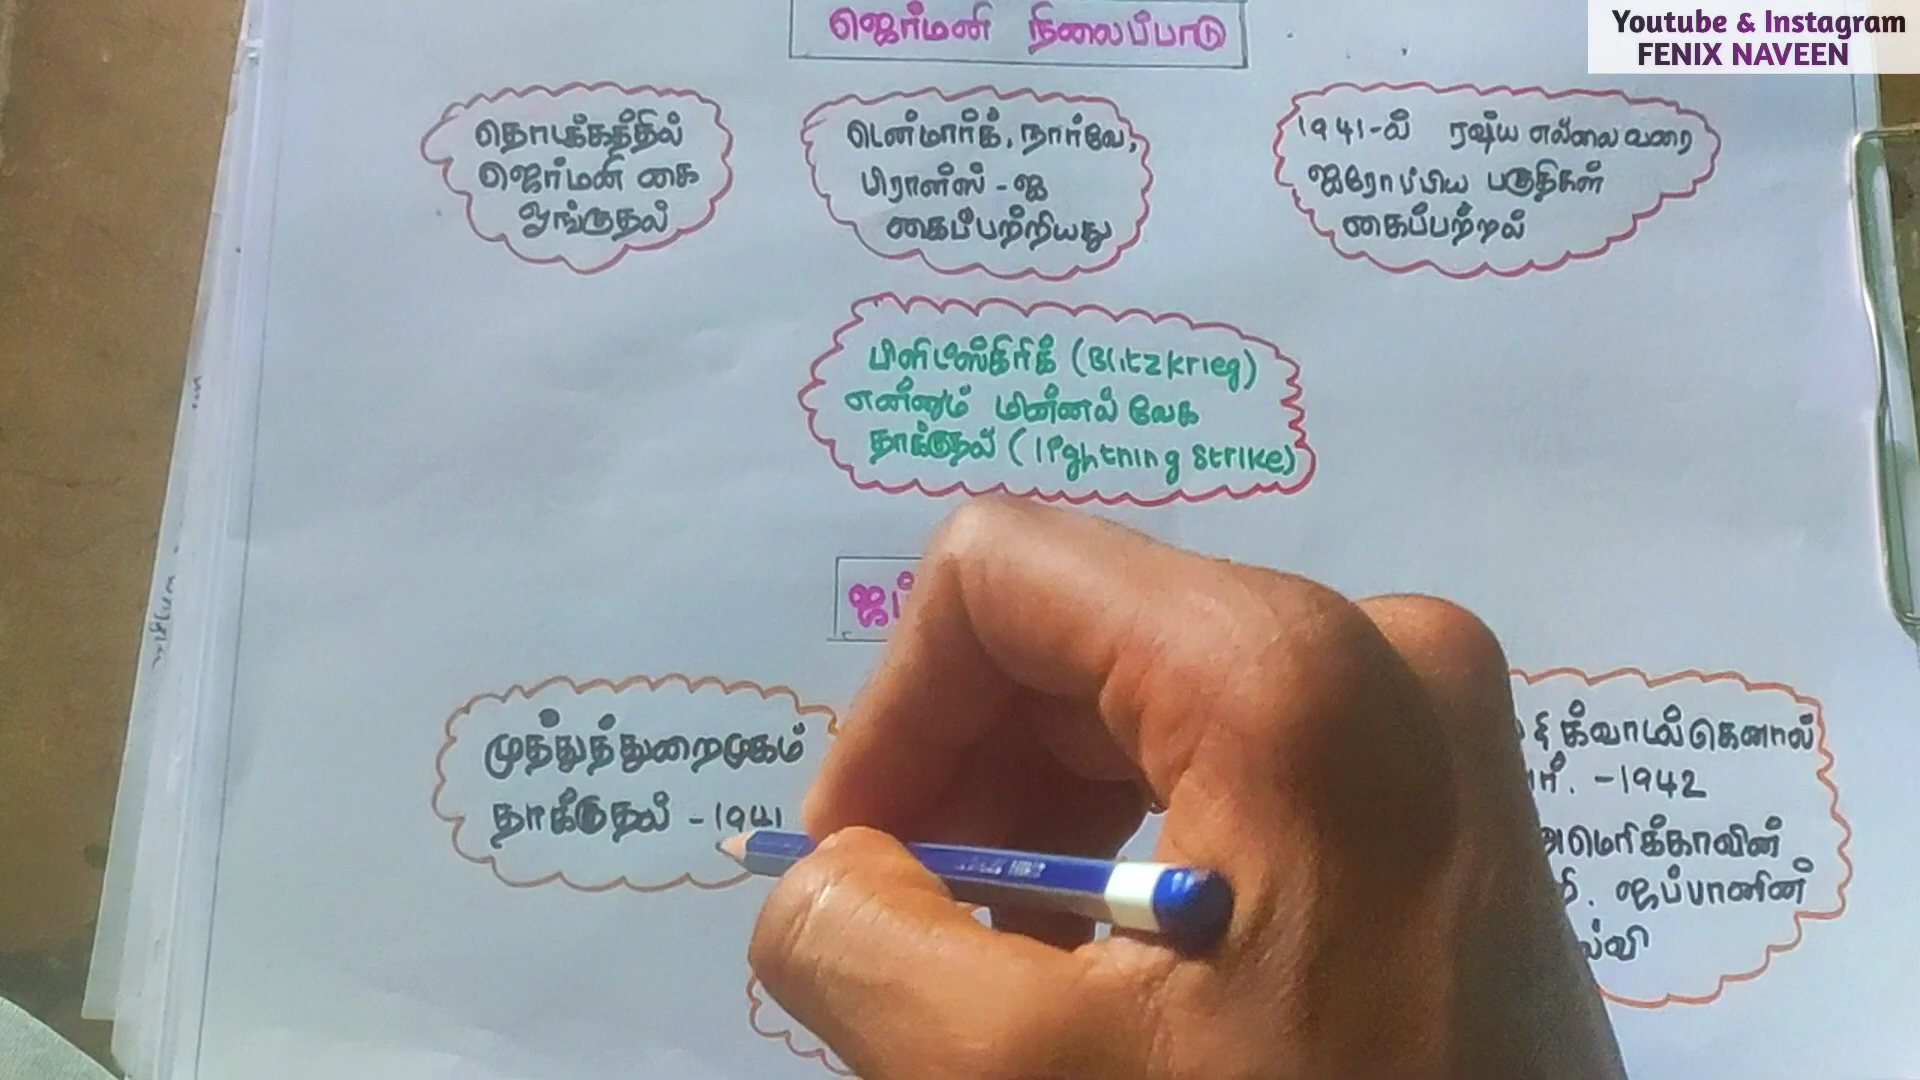 Youtube & Instagram
FENIX NAVEEN
ஜெர்மனி நிலைப்பாடு
தொடக்கத்தில்
ஜெர்மனி கை
ஓங்குதல்
டென்மார்க், நார்வே,
பிரான்ஸ் - ஐ
கைப்பற்றியது
1941-ல் ரஷ்ய எல்லை வரை
ஐரோப்பிய பகுதிகள்
கைப்பற்றல்
பிளிட்ஸ்கிரிக் (Blitzkrieg)
என்னும் மின்னல் வேக
தாக்குதல் (lightning strike)
முத்துத்துறைமுகம்
தாக்குதல் - 1941
க்வாடல்கெனால்
- 1942
அமெரிக்காவின்
ஜப்பானின்